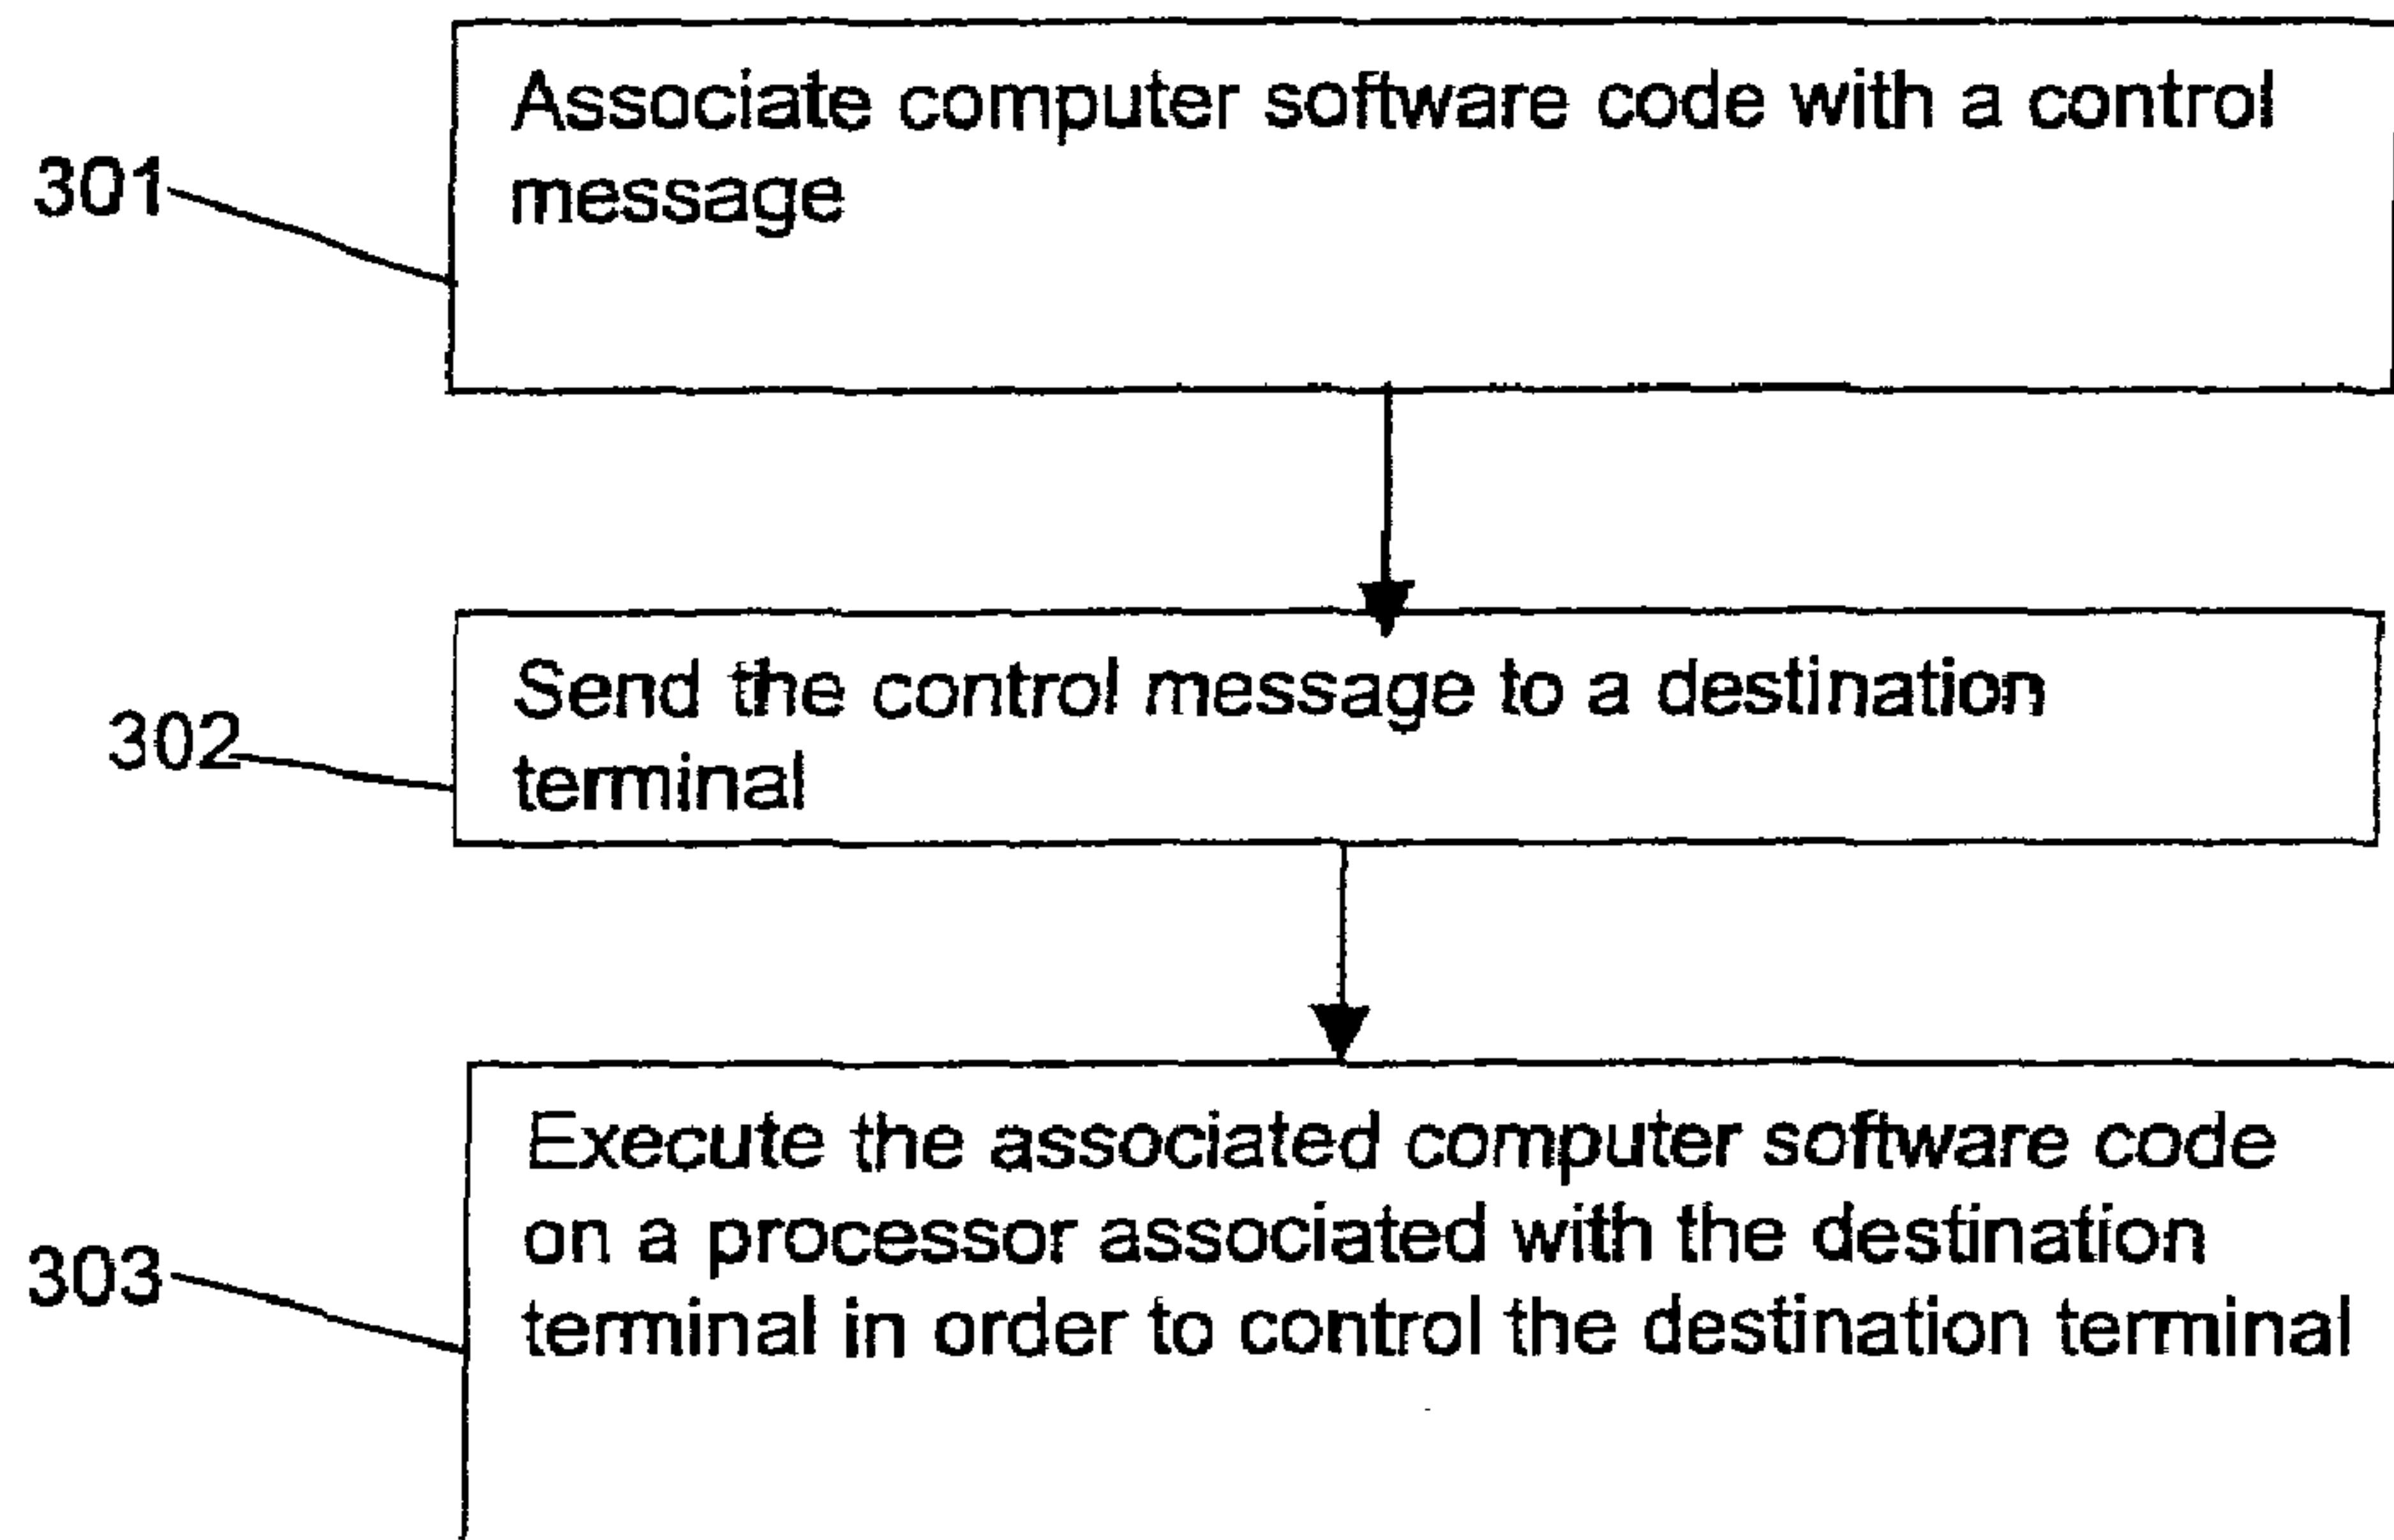 Associate computer software code with a control
message
301
Send the control message to a destination
terminal
302
Execute the associated computer software code
on a processor associated with the destination
terminal in order to control the destination terminal
303